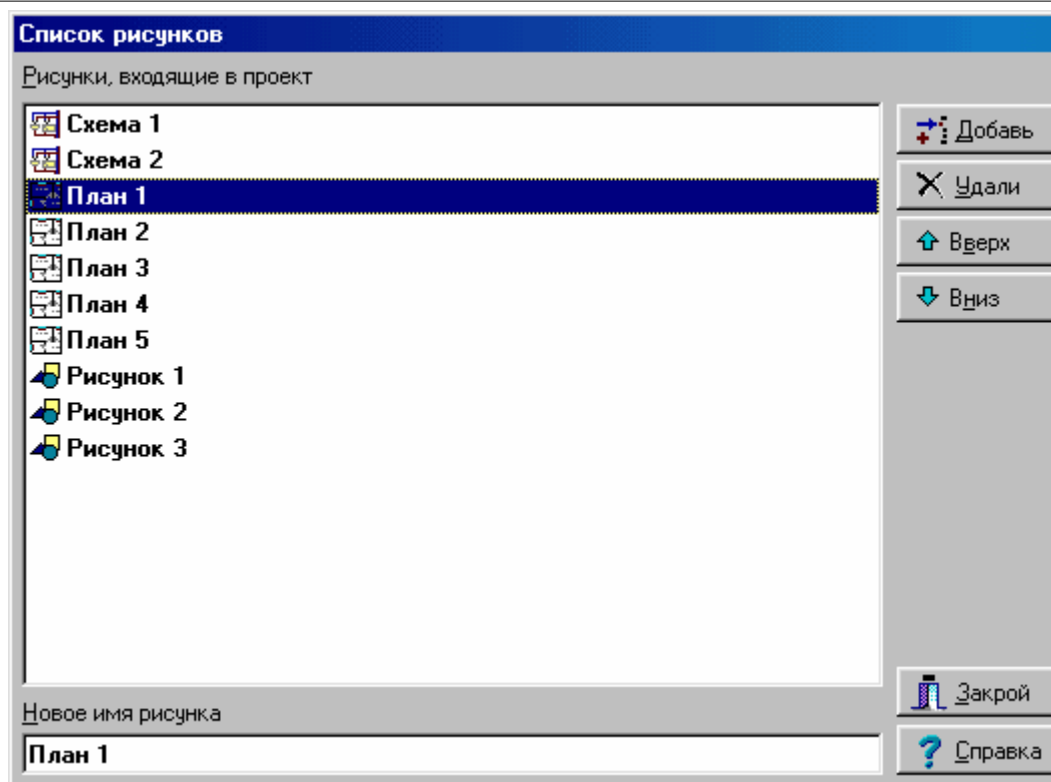 Список рисунков
Рисунки, входящие в проект
Схема 1
Схема 2
План 1
План 2
План 3
План 4
План 5
Рисунок 1
Рисунок 2
Рисунок 3
Добавь
Удали
Вверх
Вниз
Закрой
Справка
Новое имя рисунка
План 1